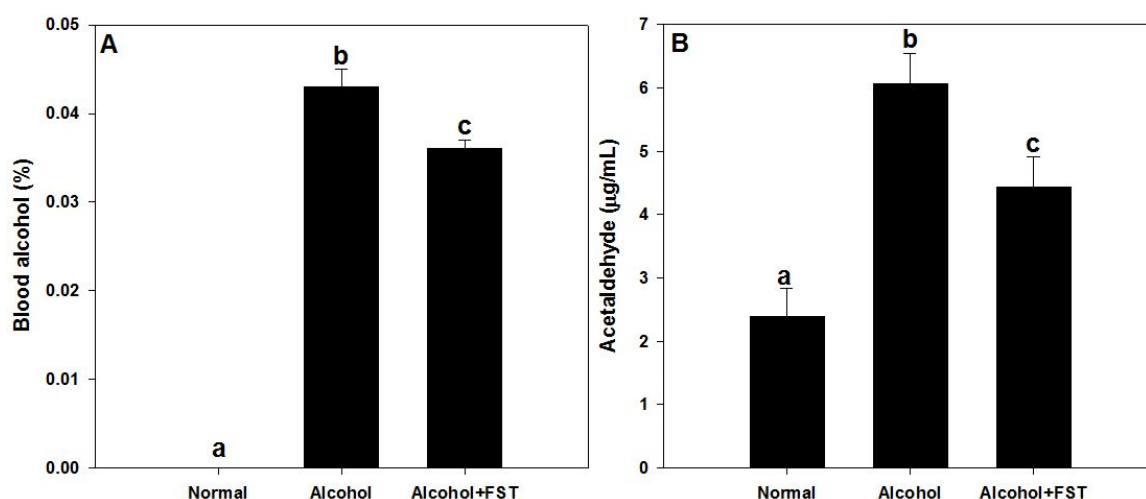 A
Blood alcohol (%)
0.05
0.04
0.03
0.02
0.01
0.00
a
b
c
Normal
Alcohol
Alcohol+FST
B
Acetaldehyde (µg/mL)
7
6
5
4
3
2
1
0
a
b
c
Normal
Alcohol
Alcohol+FST